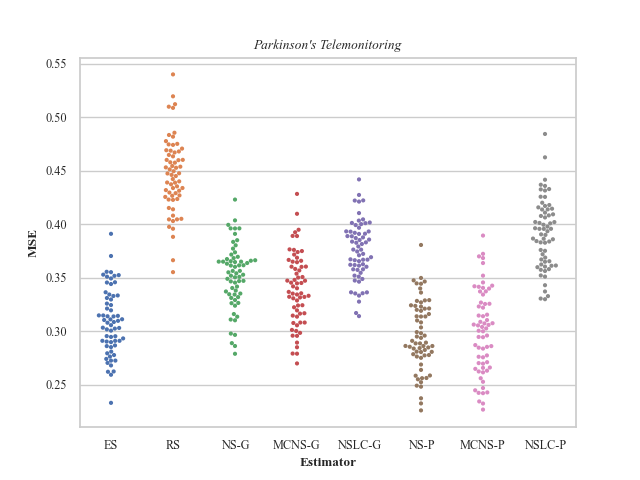 Parkinson's Telemonitoring
0.55
0.50
0.45
0.40
0.35
0.30
0.25
MSE
ES RS NS-G MCNS-G NSLC-G NS-P MCNS-P NSLC-P
Estimator